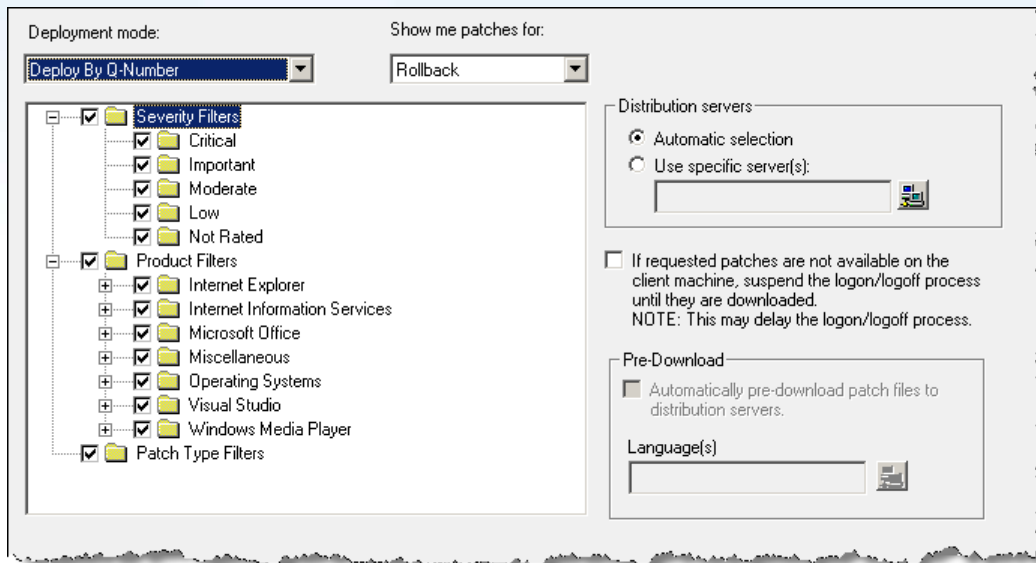 Deployment mode:
Show me patches for:
Deploy By Q-Number
Rollback
Severity Filters
Critical
Important
Moderate
Low
Not Rated
Product Filters
Internet Explorer
Internet Information Services
Microsoft Office
Miscellaneous
Operating Systems
Visual Studio
Windows Media Player
Patch Type Filters
Distribution servers
Automatic selection
Use specific server(s):
If requested patches are not available on the
client machine, suspend the logon/logoff process
until they are downloaded.
NOTE: This may delay the logon/logoff process.
Pre-Download
Automatically pre-download patch files to
distribution servers.
Language(s)